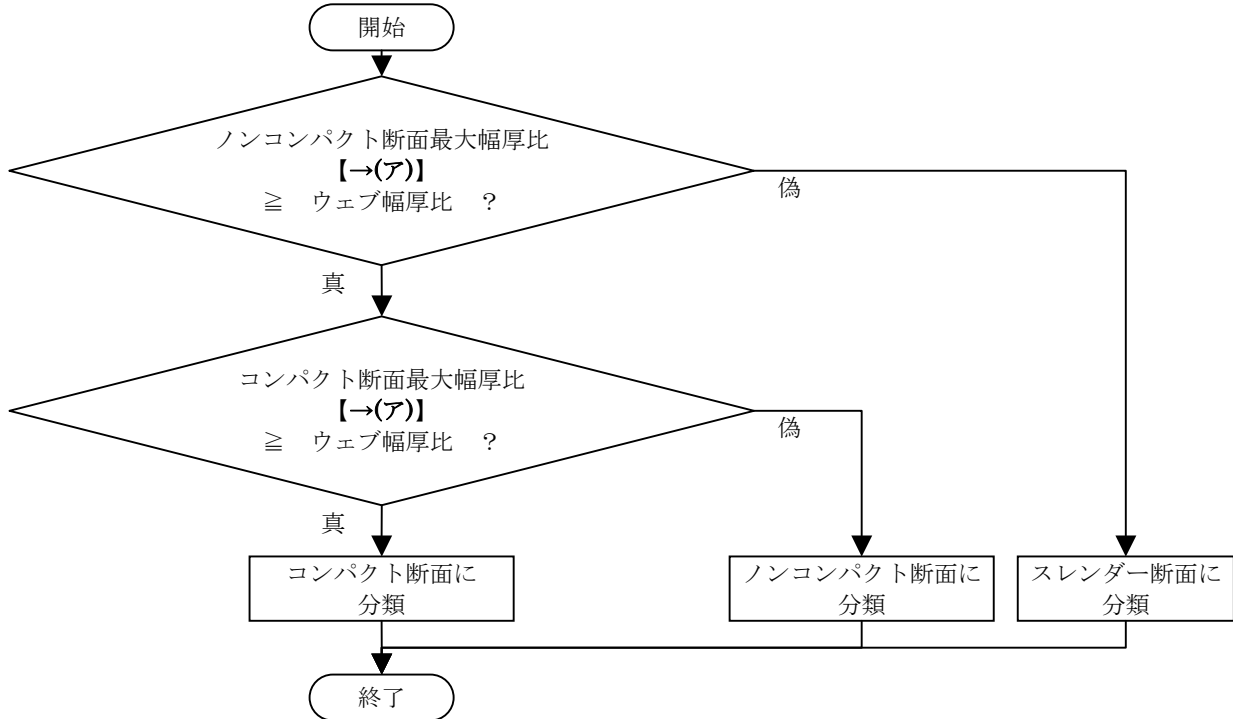 開始
ノンコンパクト断面最大幅厚比
【→(ア)】
≧　ウェブ幅厚比　？
偽
真
コンパクト断面最大幅厚比
【→(ア)】
≧　ウェブ幅厚比　？
偽
真
コンパクト断面に
分類
ノンコンパクト断面に
分類
スレンダー断面に
分類
終了